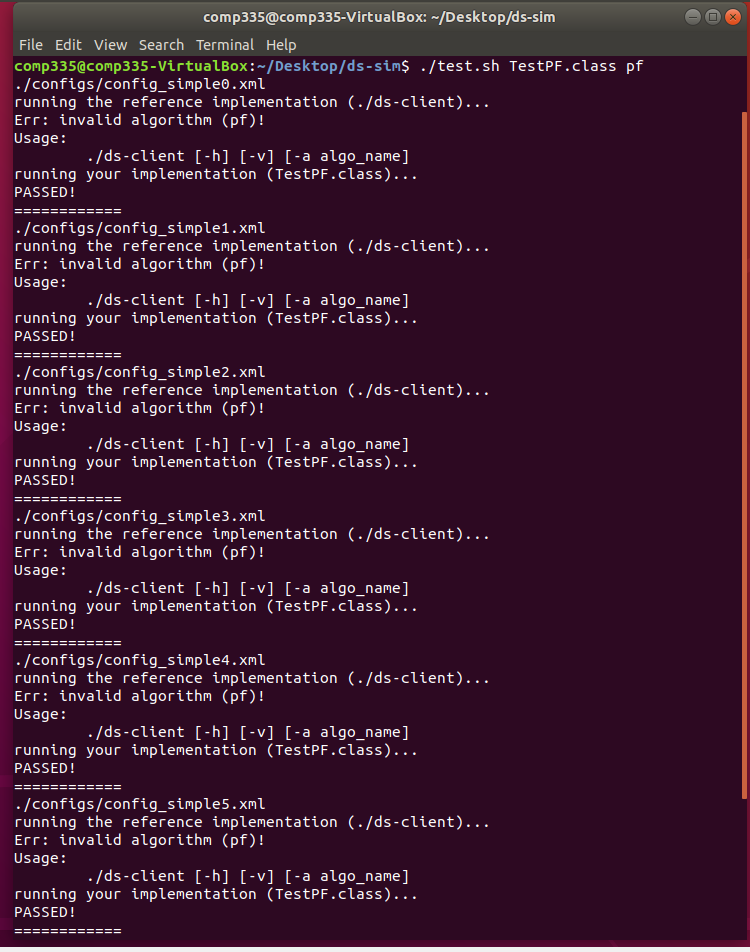 comp335@comp335-VirtualBox: ~/Desktop/ds-sim
File Edit View Search Terminal Help
comp335@comp335-VirtualBox:~/Desktop/ds-sim$ ./test.sh TestPF.class pf
./configs/config_simple0.xml
running the reference implementation (./ds-client)...
Err: invalid algorithm (pf)!
Usage:
        ./ds-client [-h] [-v] [-a algo_name]
running your implementation (TestPF.class)...
PASSED!
============
./configs/config_simple1.xml
running the reference implementation (./ds-client)...
Err: invalid algorithm (pf)!
Usage:
        ./ds-client [-h] [-v] [-a algo_name]
running your implementation (TestPF.class)...
PASSED!
============
./configs/config_simple2.xml
running the reference implementation (./ds-client)...
Err: invalid algorithm (pf)!
Usage:
        ./ds-client [-h] [-v] [-a algo_name]
running your implementation (TestPF.class)...
PASSED!
============
./configs/config_simple3.xml
running the reference implementation (./ds-client)...
Err: invalid algorithm (pf)!
Usage:
        ./ds-client [-h] [-v] [-a algo_name]
running your implementation (TestPF.class)...
PASSED!
============
./configs/config_simple4.xml
running the reference implementation (./ds-client)...
Err: invalid algorithm (pf)!
Usage:
        ./ds-client [-h] [-v] [-a algo_name]
running your implementation (TestPF.class)...
PASSED!
============
./configs/config_simple5.xml
running the reference implementation (./ds-client)...
Err: invalid algorithm (pf)!
Usage:
        ./ds-client [-h] [-v] [-a algo_name]
running your implementation (TestPF.class)...
PASSED!
============